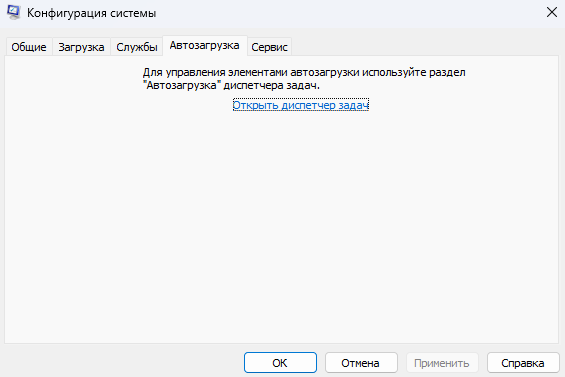 Конфигурация системы
Общие Загрузка Службы Автозагрузка Сервис
Для управления элементами автозагрузки используйте раздел
"Автозагрузка" диспетчера задач.
Открыть диспетчер задач
ОК Отмена Применить Справка